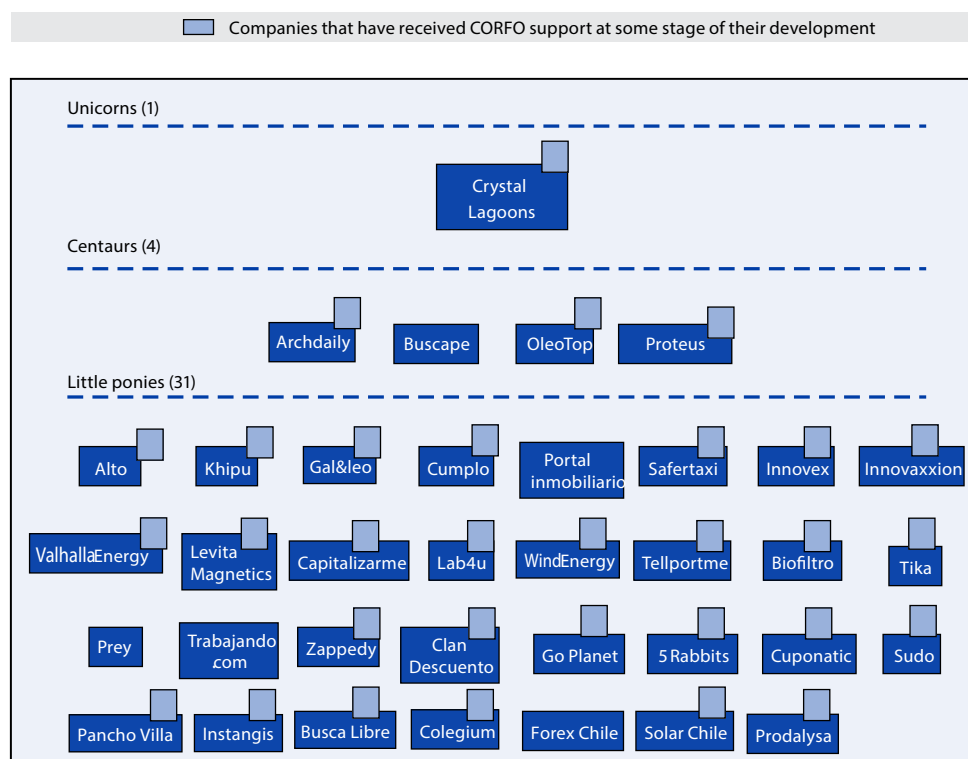 Companies that have received CORFO support at some stage of their development
Unicorns (1)
Crystal
Lagoons
Centaurs (4)
Archdaily
Buscape
OleoTop
Proteus
Little ponies (31)
Alto
Khipu
Gal&leo
Cumplo
Portal
inmobiliario
Safertaxi
Innovex
Innovaxxion
ValhallaEnergy
Levita
Magnetics
Capitalizarme
Lab4u
WindEnergy
Tellportme
Biofiltro
Tika
Prey
Trabajando
.com
Zappedy
Clan
Descuento
Go Planet
5 Rabbits
Cuponatic
Sudo
Pancho Villa
Instangis
Busca Libre
Colegium
Forex Chile
Solar Chile
Prodalysa